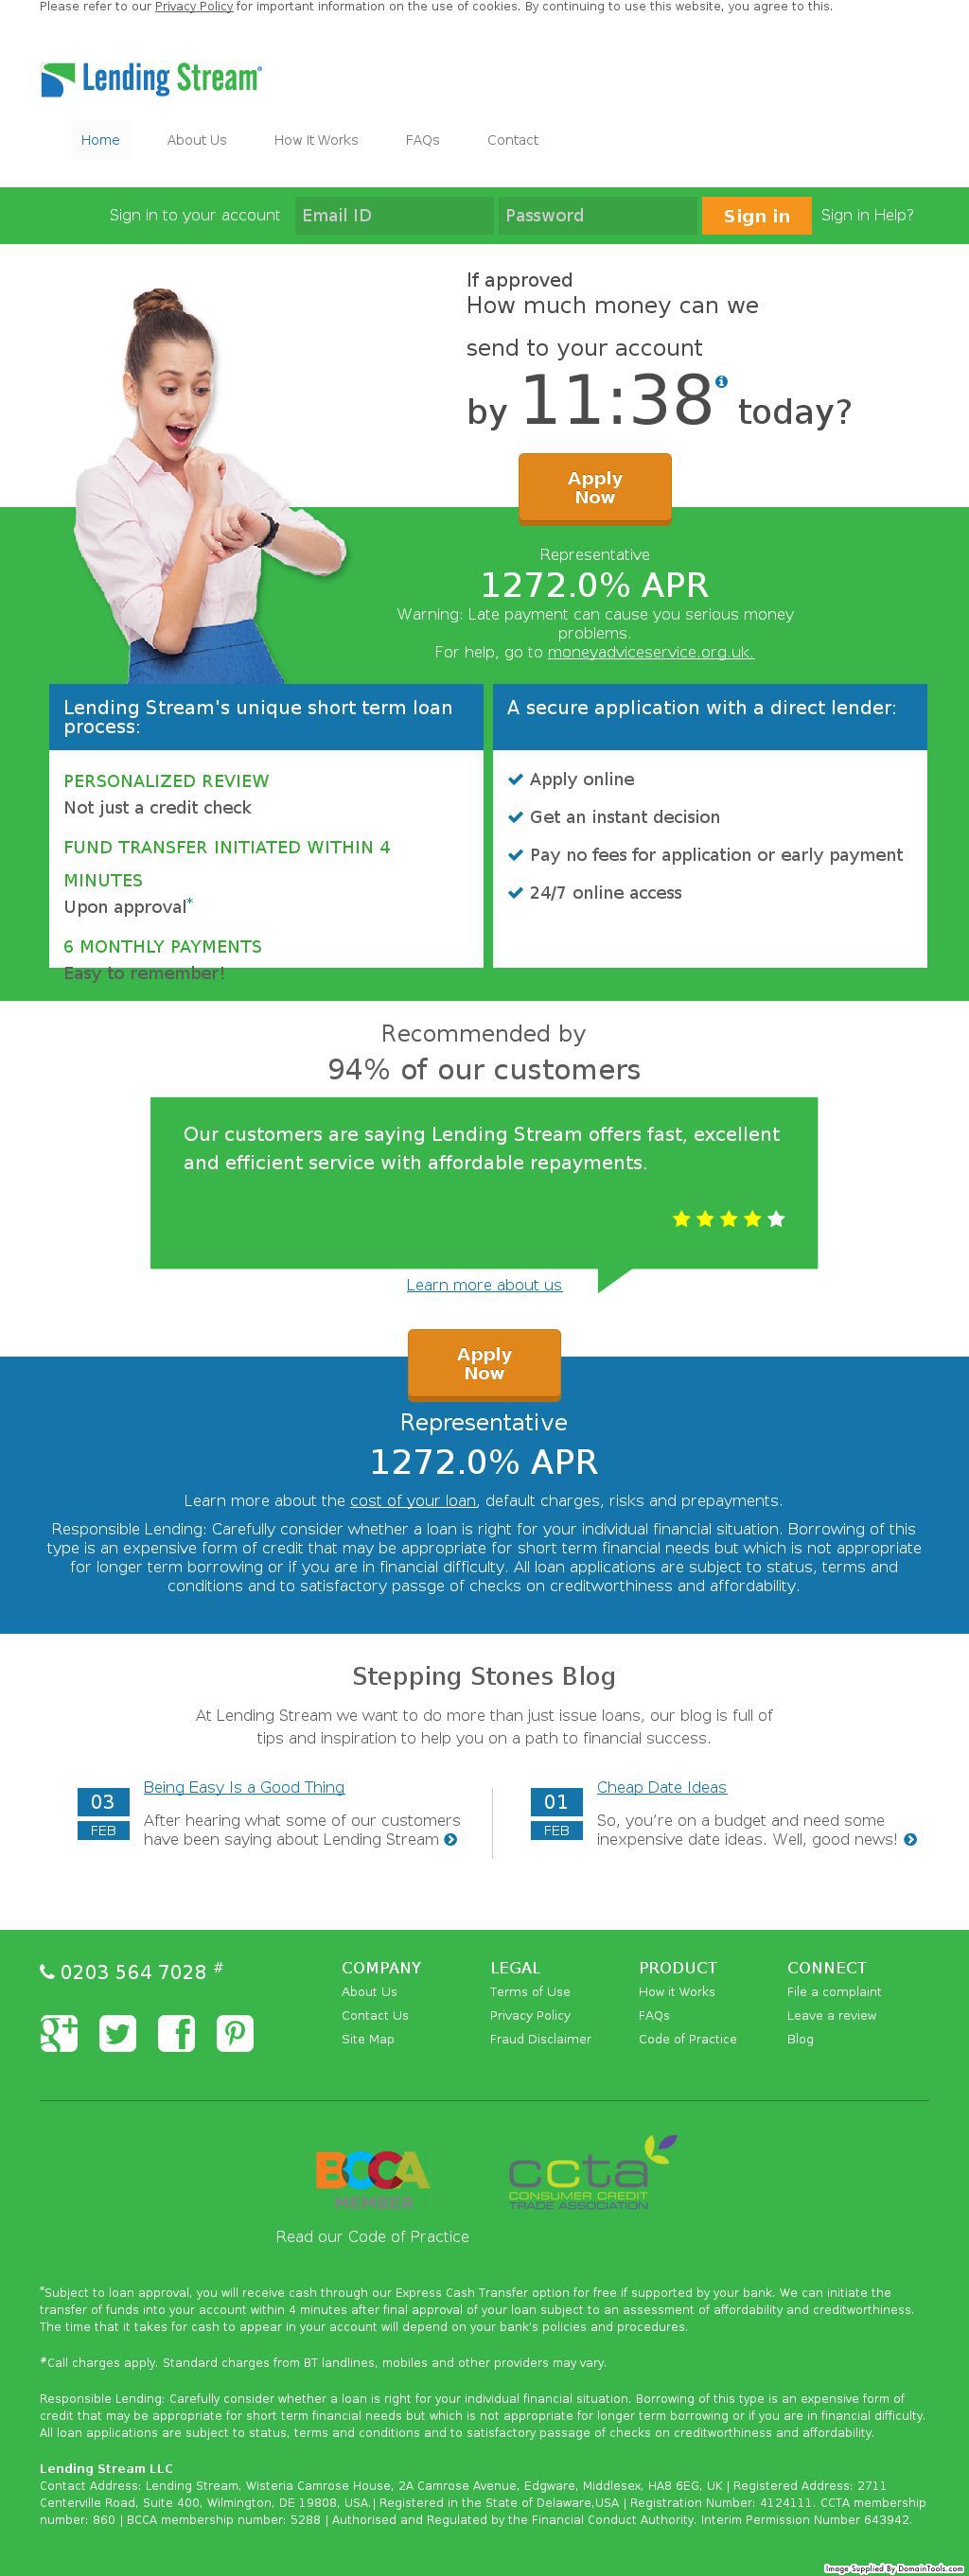 Please refer to our Privacy Policy for important information on the use of cookies. By continuing to use this website, you agree to this.
Lending Stream®
Home About Us How It Works FAQs Contact
Sign in to your account Email ID Password Sign in Sign in Help?
If approved
How much money can we
send to your account
by 11:38 today?
Apply
Now
Representative
1272.0% APR
Warning: Late payment can cause you serious money
problems.
For help, go to moneyadviceservice.org.uk.
Lending Stream's unique short term loan
process:
PERSONALIZED REVIEW
Not just a credit check
FUND TRANSFER INITIATED WITHIN 4
MINUTES
Upon approval*
6 MONTHLY PAYMENTS
Easy to remember!
A secure application with a direct lender:
Apply online
Get an instant decision
Pay no fees for application or early payment
24/7 online access
Recommended by
94% of our customers
Our customers are saying Lending Stream offers fast, excellent
and efficient service with affordable repayments.
Learn more about us
Apply
Now
Representative
1272.0% APR
Learn more about the cost of your loan, default charges, risks and prepayments.
Responsible Lending: Carefully consider whether a loan is right for your individual financial situation. Borrowing of this
type is an expensive form of credit that may be appropriate for short term financial needs but which is not appropriate
for longer term borrowing or if you are in financial difficulty. All loan applications are subject to status, terms and
conditions and to satisfactory passge of checks on creditworthiness and affordability.
Stepping Stones Blog
At Lending Stream we want to do more than just issue loans, our blog is full of
tips and inspiration to help you on a path to financial success.
03
FEB
Being Easy Is a Good Thing
After hearing what some of our customers
have been saying about Lending Stream
01
FEB
Cheap Date Ideas
So, you’re on a budget and need some
inexpensive date ideas. Well, good news!
0203 564 7028 #
COMPANY
About Us
Contact Us
Site Map
LEGAL
Terms of Use
Privacy Policy
Fraud Disclaimer
PRODUCT
How it Works
FAQs
Code of Practice
CONNECT
File a complaint
Leave a review
Blog
BCCA
MEMBER
ccta
CONSUMER CREDIT
TRADE ASSOCIATION
Read our Code of Practice
*Subject to loan approval, you will receive cash through our Express Cash Transfer option for free if supported by your bank. We can initiate the
transfer of funds into your account within 4 minutes after final approval of your loan subject to an assessment of affordability and creditworthiness.
The time that it takes for cash to appear in your account will depend on your bank's policies and procedures.
#Call charges apply. Standard charges from BT landlines, mobiles and other providers may vary.
Responsible Lending: Carefully consider whether a loan is right for your individual financial situation. Borrowing of this type is an expensive form of
credit that may be appropriate for short term financial needs but which is not appropriate for longer term borrowing or if you are in financial difficulty.
All loan applications are subject to status, terms and conditions and to satisfactory passage of checks on creditworthiness and affordability.
Lending Stream LLC
Contact Address: Lending Stream, Wisteria Camrose House, 2A Camrose Avenue, Edgware, Middlesex, HA8 6EG, UK | Registered Address: 2711
Centerville Road, Suite 400, Wilmington, DE 19808, USA.| Registered in the State of Delaware,USA | Registration Number: 4124111. CCTA membership
number: 860 | BCCA membership number: 5288 | Authorised and Regulated by the Financial Conduct Authority. Interim Permission Number 643942.
Image Supplied By DomainTools.com